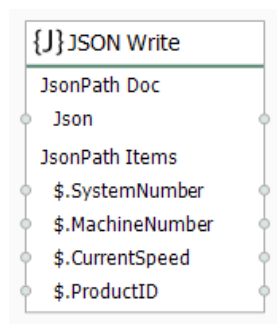 {J} JSON Write
JsonPath Doc
Json
JsonPath Items
$.SystemNumber
$.MachineNumber
$.CurrentSpeed
$.ProductID